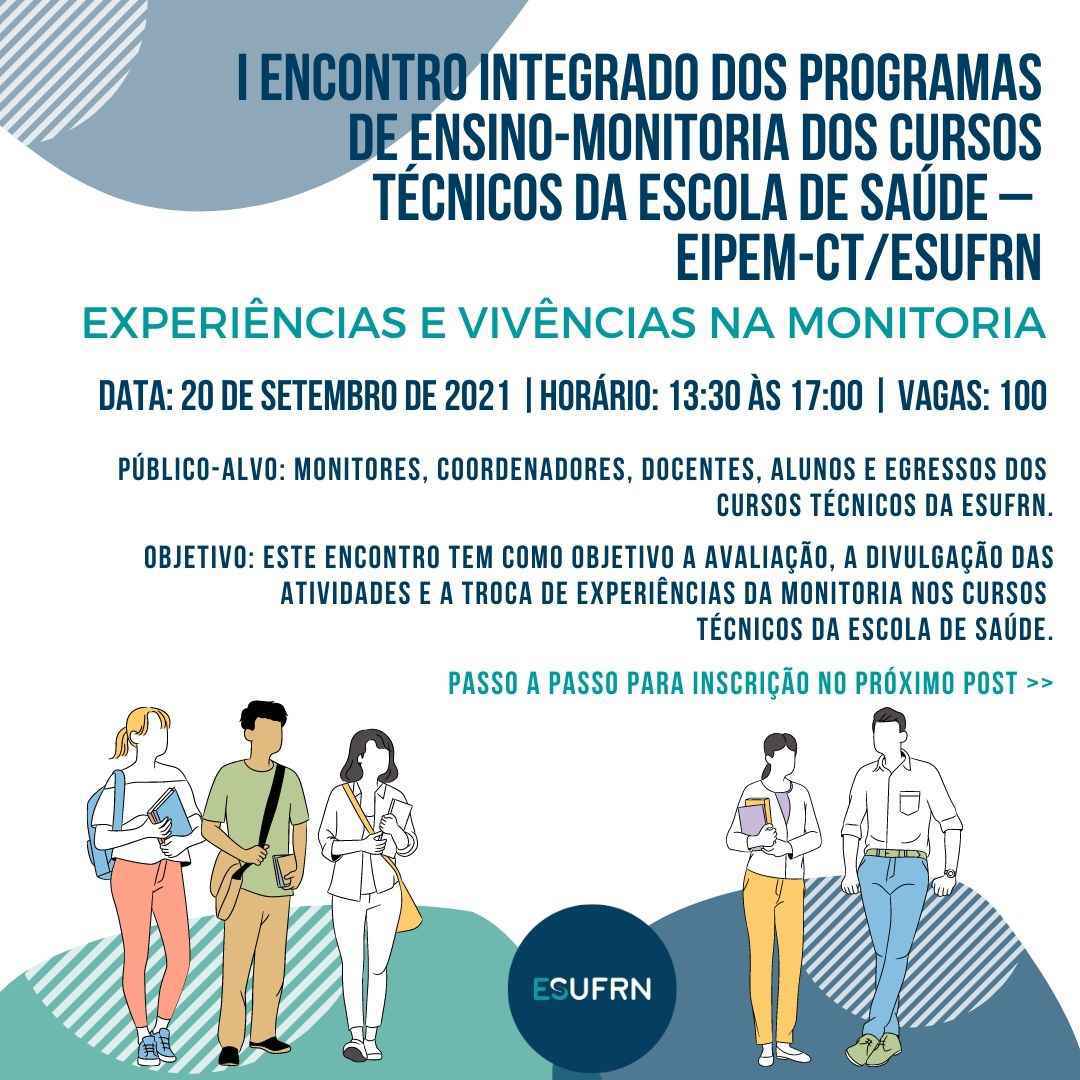 I ENCONTRO INTEGRADO DOS PROGRAMAS
DE ENSINO-MONITORIA DOS CURSOS
TÉCNICOS DA ESCOLA DE SAÚDE –
EIPEM-CT/ESUFRN
EXPERIÊNCIAS E VIVÊNCIAS NA MONITORIA
DATA: 20 DE SETEMBRO DE 2021 | HORÁRIO: 13:30 ÀS 17:00 | VAGAS: 100
PÚBLICO-ALVO: MONITORES, COORDENADORES, DOCENTES, ALUNOS E EGRESSOS DOS
CURSOS TÉCNICOS DA ESUFRN.
OBJETIVO: ESTE ENCONTRO TEM COMO OBJETIVO A AVALIAÇÃO, A DIVULGAÇÃO DAS
ATIVIDADES E A TROCA DE EXPERIÊNCIAS DA MONITORIA NOS CURSOS
TÉCNICOS DA ESCOLA DE SAÚDE.
PASSO A PASSO PARA INSCRIÇÃO NO PRÓXIMO POST >>
ESUFRN